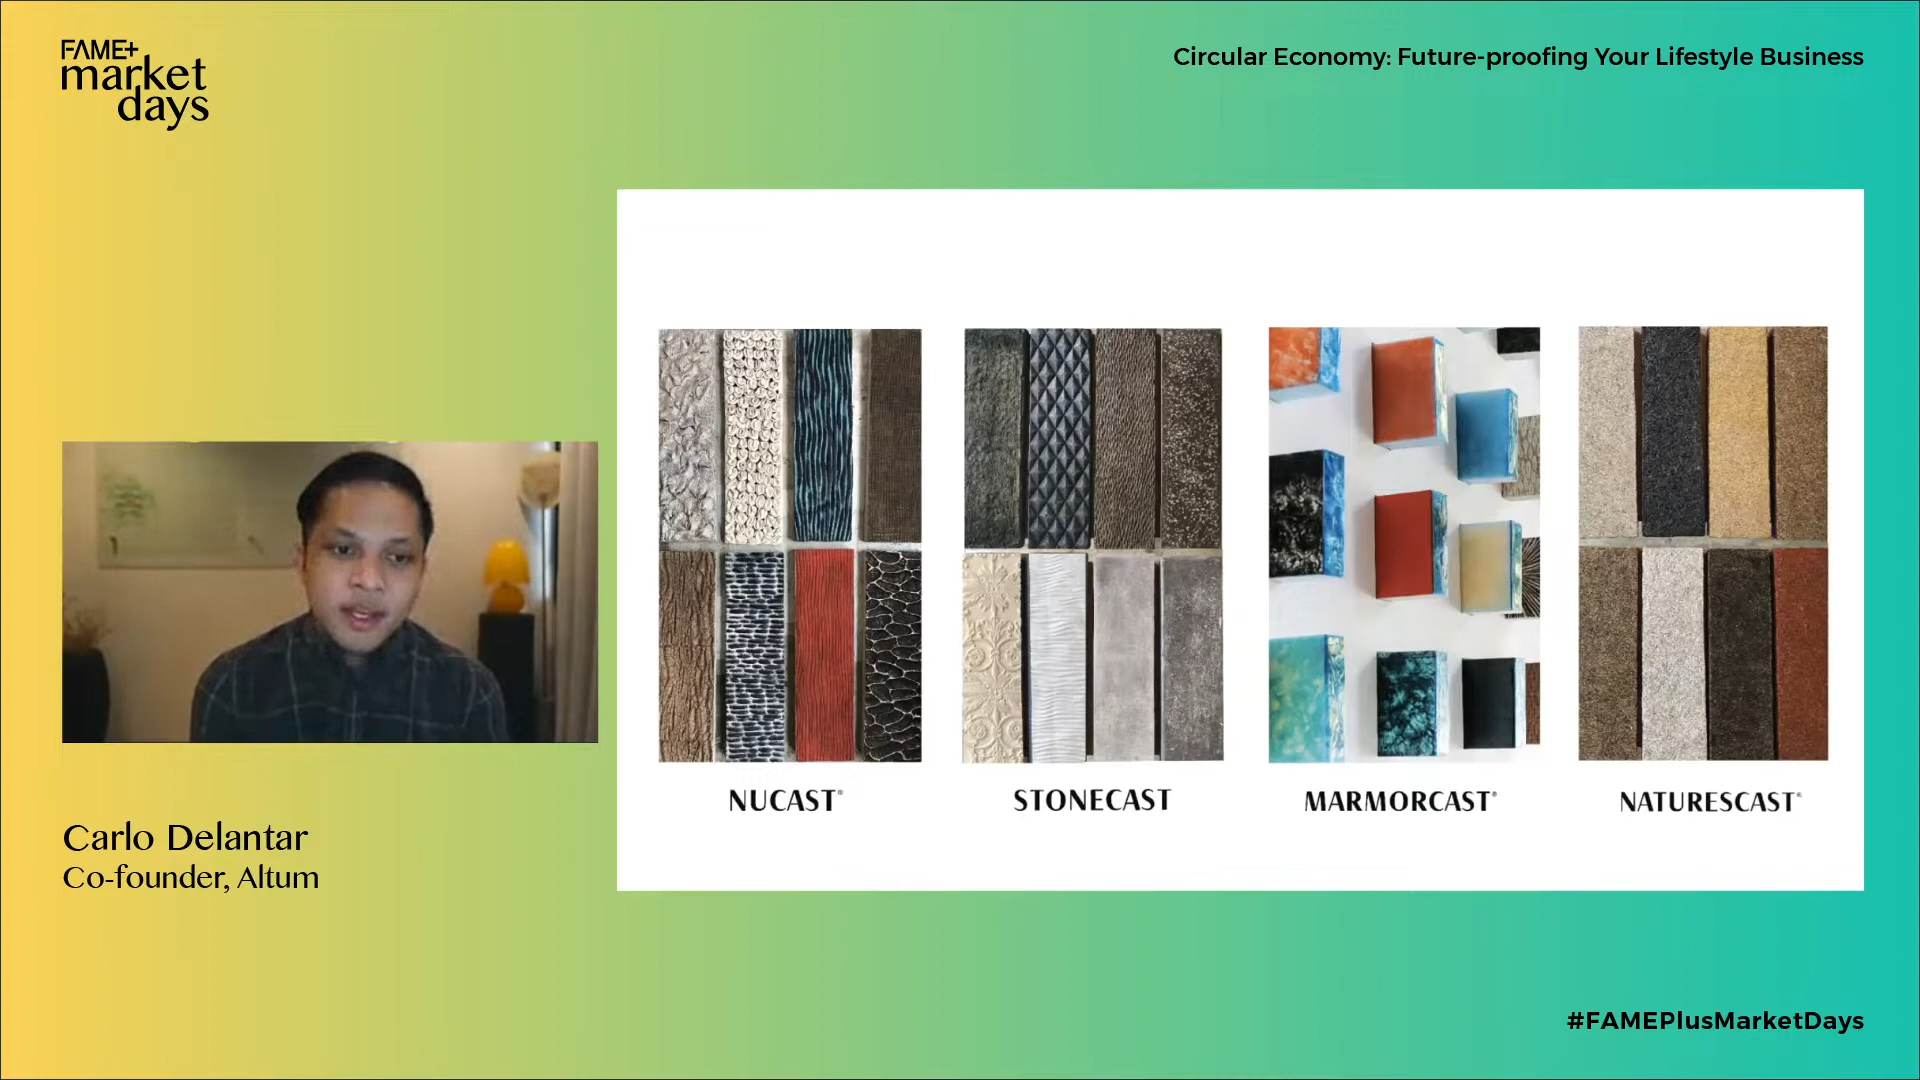 FAME+
market
days
Circular Economy: Future-proofing Your Lifestyle Business
NUCAST®
STONECAST
MARMORCAST®
NATURESCAST®
Carlo Delantar
Co-founder, Altum
#FAMEPlusMarketDays